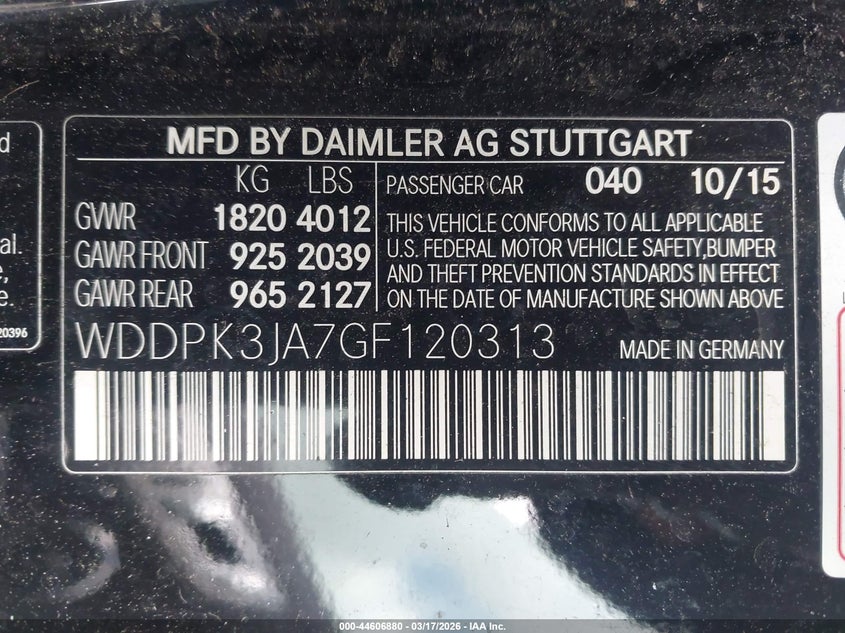 MFD BY DAIMLER AG STUTTGART
KG LBS
GVWR 1820 4012
GAWR FRONT 925 2039
GAWR REAR 965 2127
PASSENGER CAR 040 10/15
THIS VEHICLE CONFORMS TO ALL APPLICABLE
U.S. FEDERAL MOTOR VEHICLE SAFETY,BUMPER
AND THEFT PREVENTION STANDARDS IN EFFECT
ON THE DATE OF MANUFACTURE SHOWN ABOVE
WDDPK3JA7GF120313 MADE IN GERMANY
20396
000-44606880 - 03/17/2026 - IAA Inc.